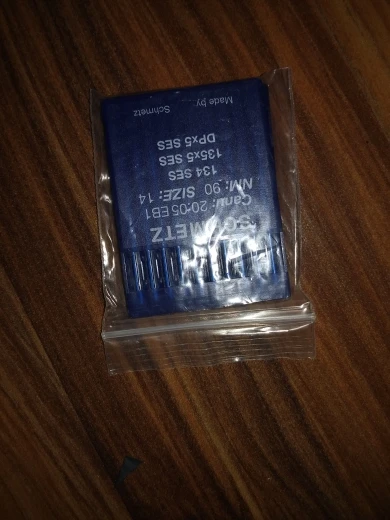 SCHMETZ
Canu: 20:05 EB1
NM: 90 SIZE: 14
134 SES
135x5 SES
DPx5 SES
Made by Schmetz